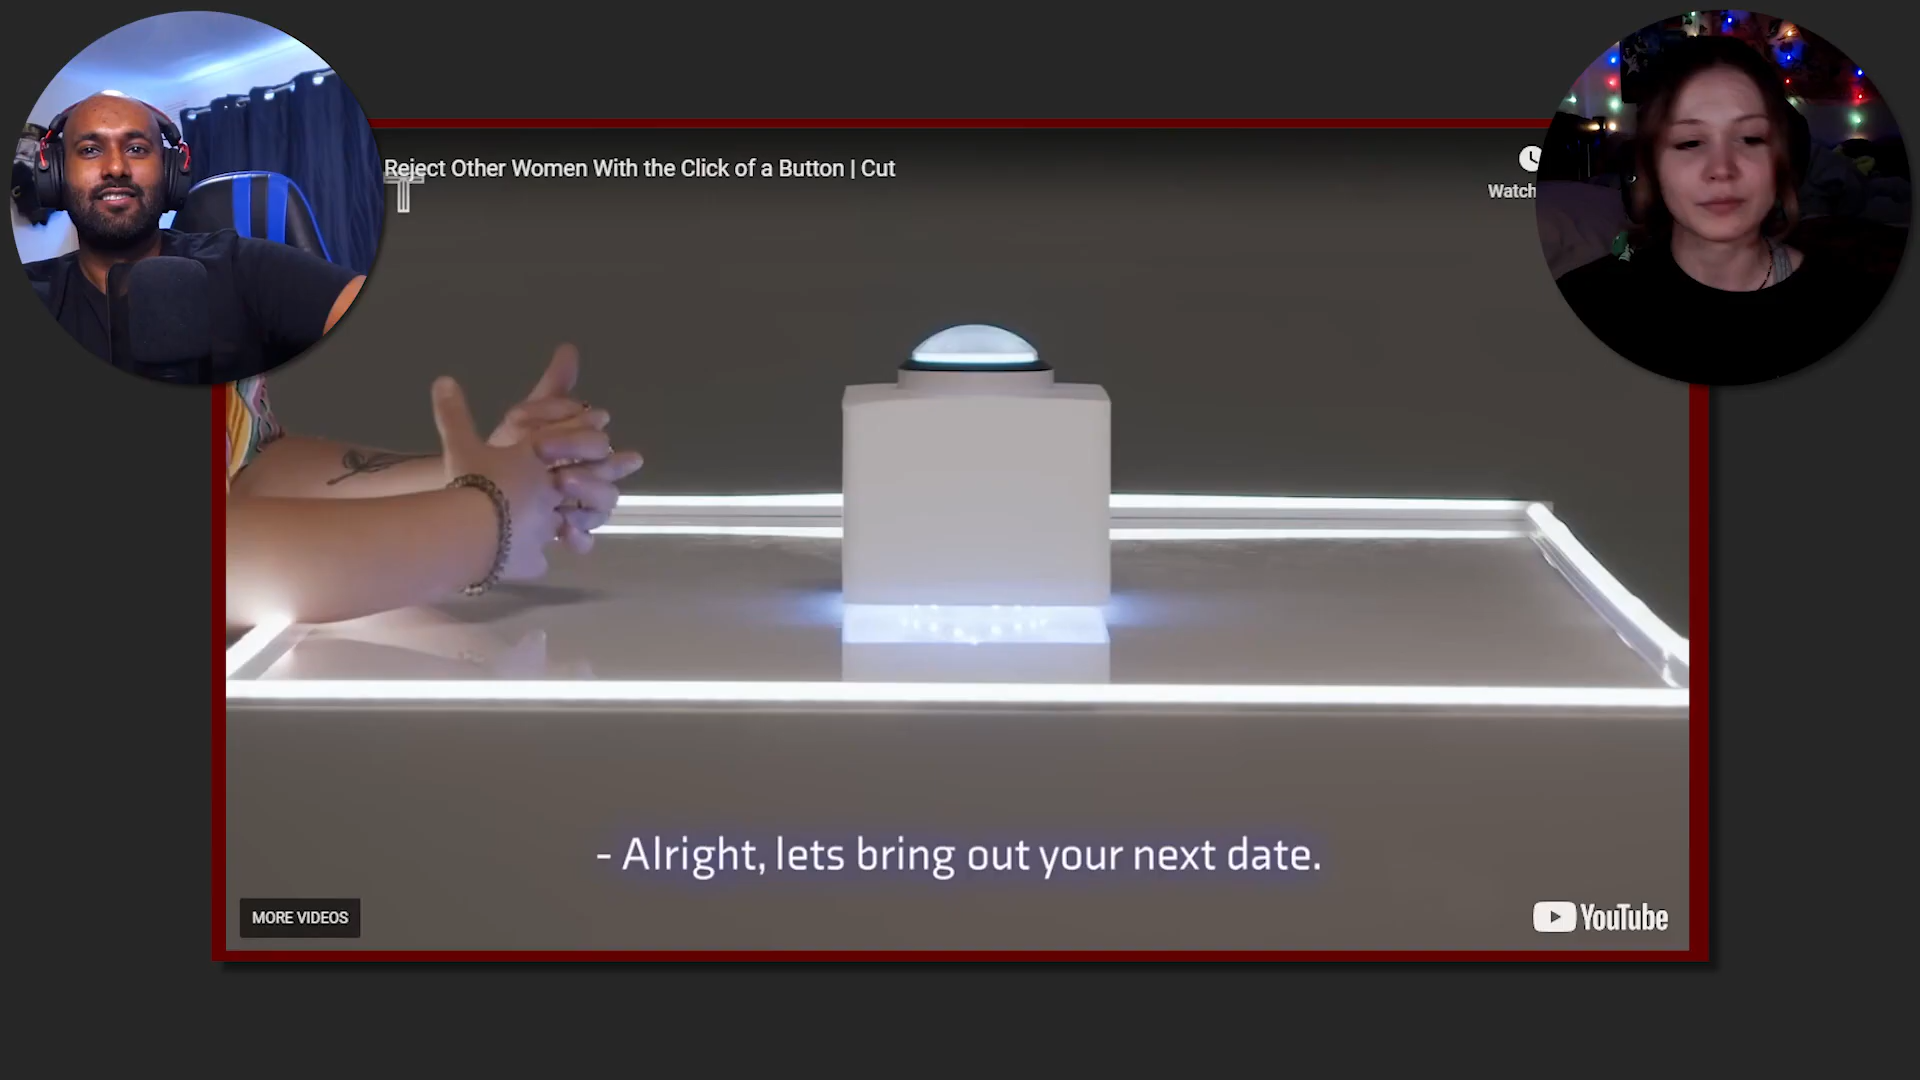 Reject Other Women With the Click of a Button | Cut
Watch
- Alright, lets bring out your next date.
MORE VIDEOS
YouTube